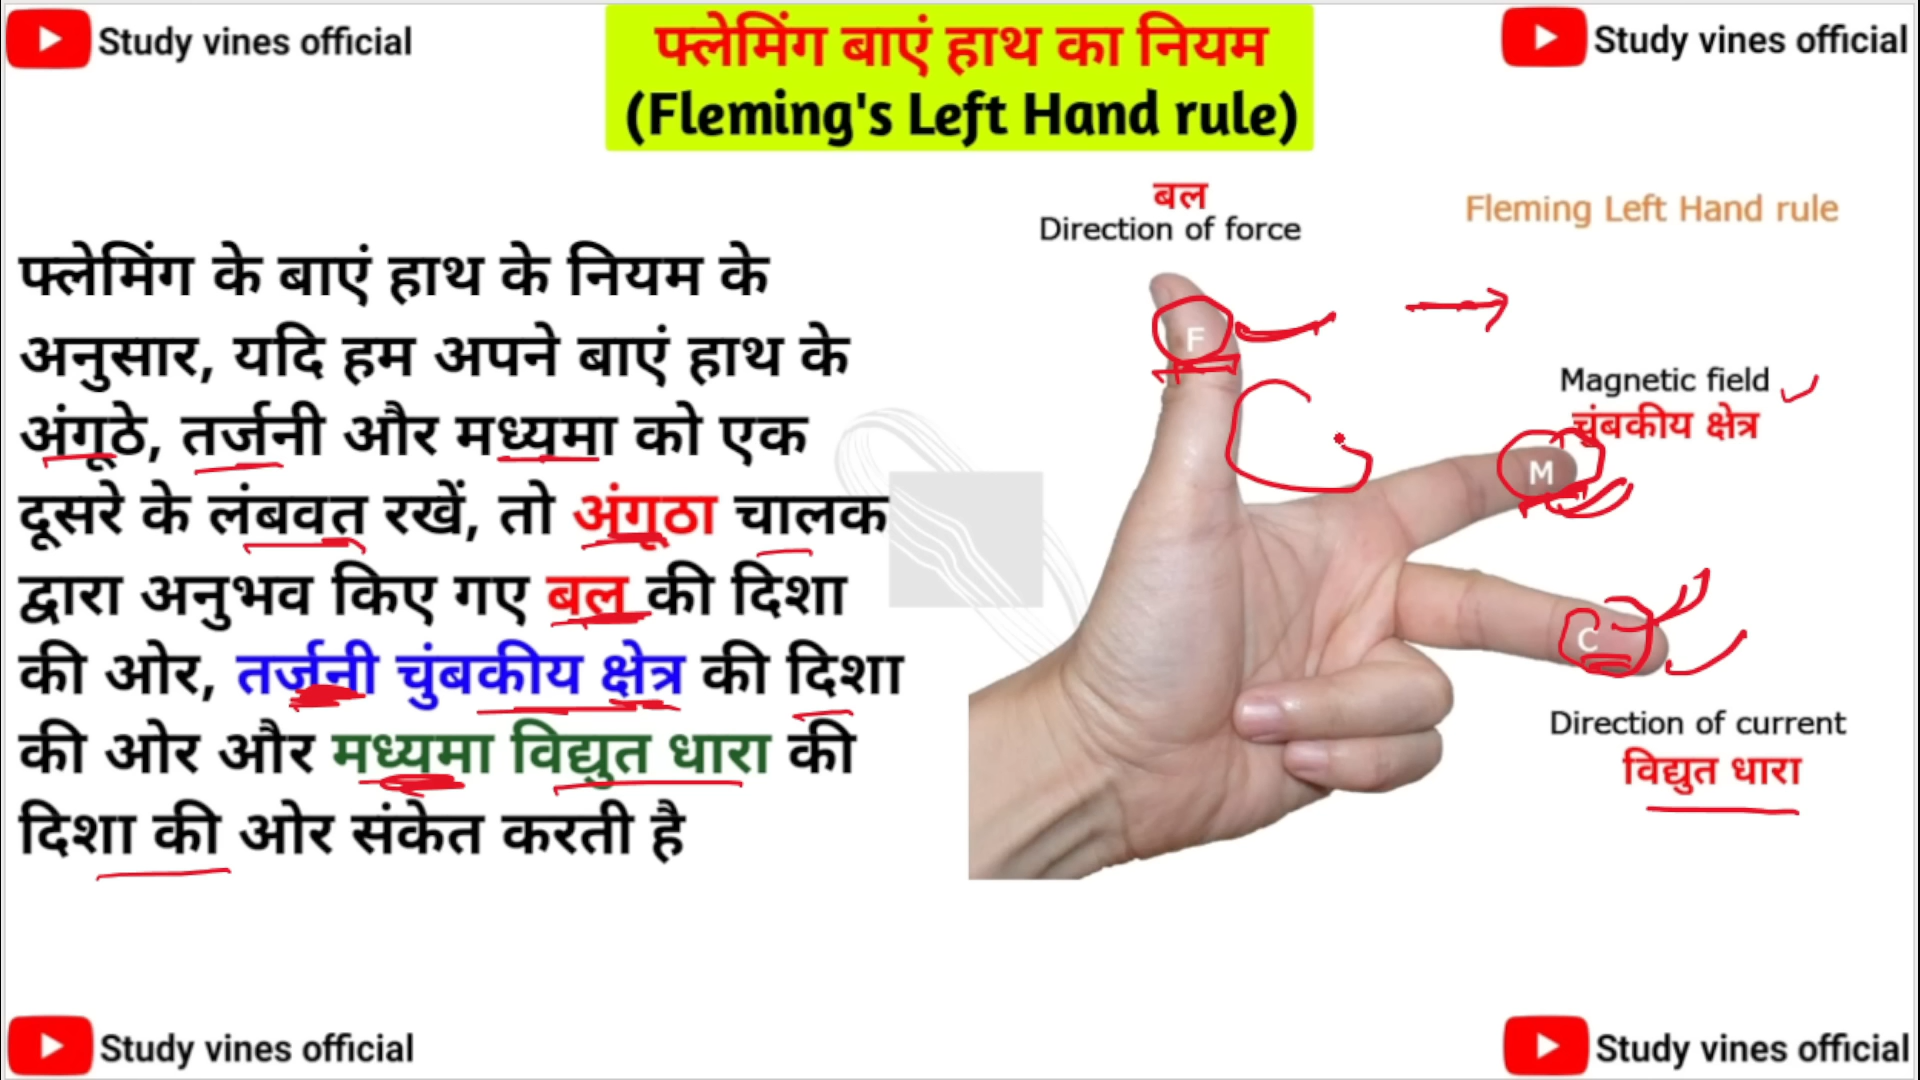 Study vines official
फ्लेमिंग बाएं हाथ का नियम
(Fleming's Left Hand rule)
Study vines official
फ्लेमिंग के बाएं हाथ के नियम के
अनुसार, यदि हम अपने बाएं हाथ के
अंगूठे, तर्जनी और मध्यमा को एक
दूसरे के लंबवत रखें, तो अंगूठा चालक
द्वारा अनुभव किए गए बल की दिशा
की ओर, तर्जनी चुंबकीय क्षेत्र की दिशा
की ओर और मध्यमा विद्युत धारा की
दिशा की ओर संकेत करती है
बल
Direction of force
Fleming Left Hand rule
F
Magnetic field
चुंबकीय क्षेत्र
M
C
Direction of current
विद्युत धारा
Study vines official
Study vines official